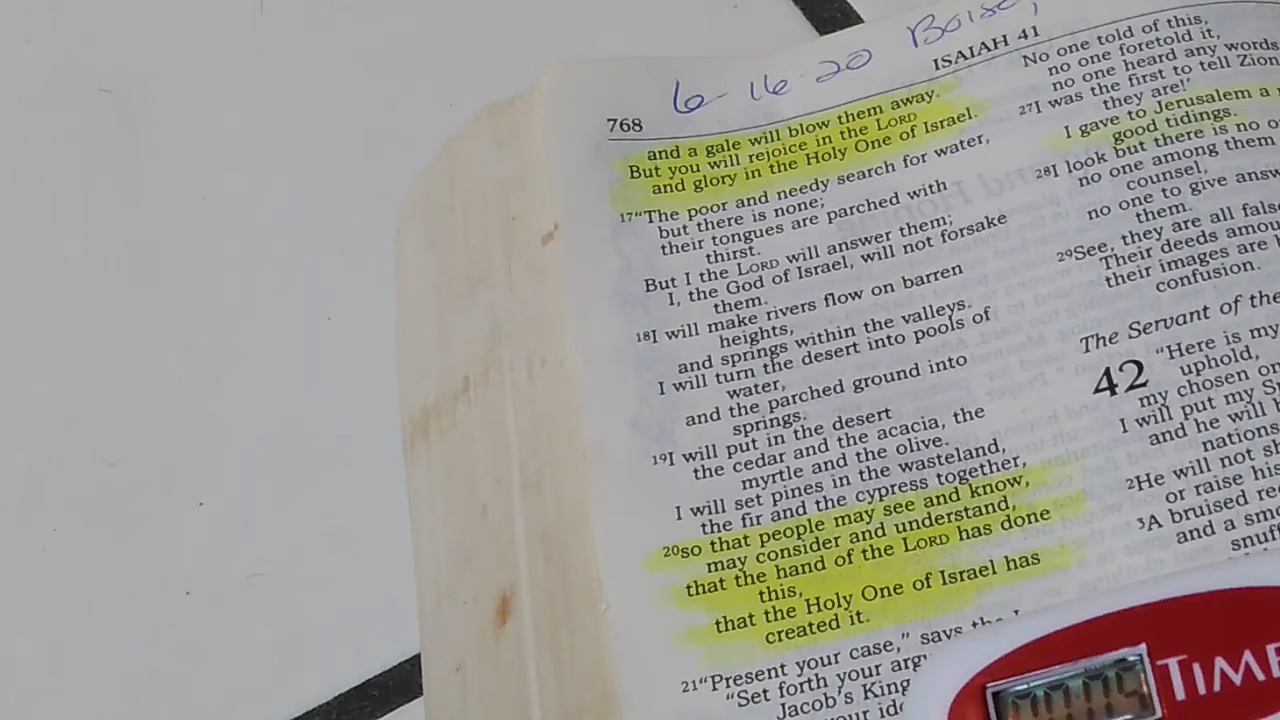 6-16-20 Boise,
768
ISAIAH 41
and a gale will blow them away.
But you will rejoice in the LORD
and glory in the Holy One of Israel.
17“The poor and needy search for water,
but there is none;
their tongues are parched with
thirst.
But I the LORD will answer them;
I, the God of Israel, will not forsake
them.
18I will make rivers flow on barren
heights,
and springs within the valleys.
I will turn the desert into pools of
water,
and the parched ground into
springs.
19I will put in the desert
the cedar and the acacia, the
myrtle and the olive.
I will set pines in the wasteland,
the fir and the cypress together,
20so that people may see and know,
may consider and understand,
that the hand of the LORD has done
this,
that the Holy One of Israel has
created it.
21“Present your case,” says the
“Set forth your
Jacob’s King
your
No one told of this,
no one foretold it,
no one heard any words
27I was the first to tell Zion
they are!’
I gave to Jerusalem a
good tidings.
28I look but there is no
no one among them
counsel,
no one to give
them.
29See, they are all
Their deeds
their images are
confusion.
The Servant of the
42 “Here is my
uphold,
my chosen
I will put my
and he will
nations
2He will not
or raise his
3A bruised
and a
TIME